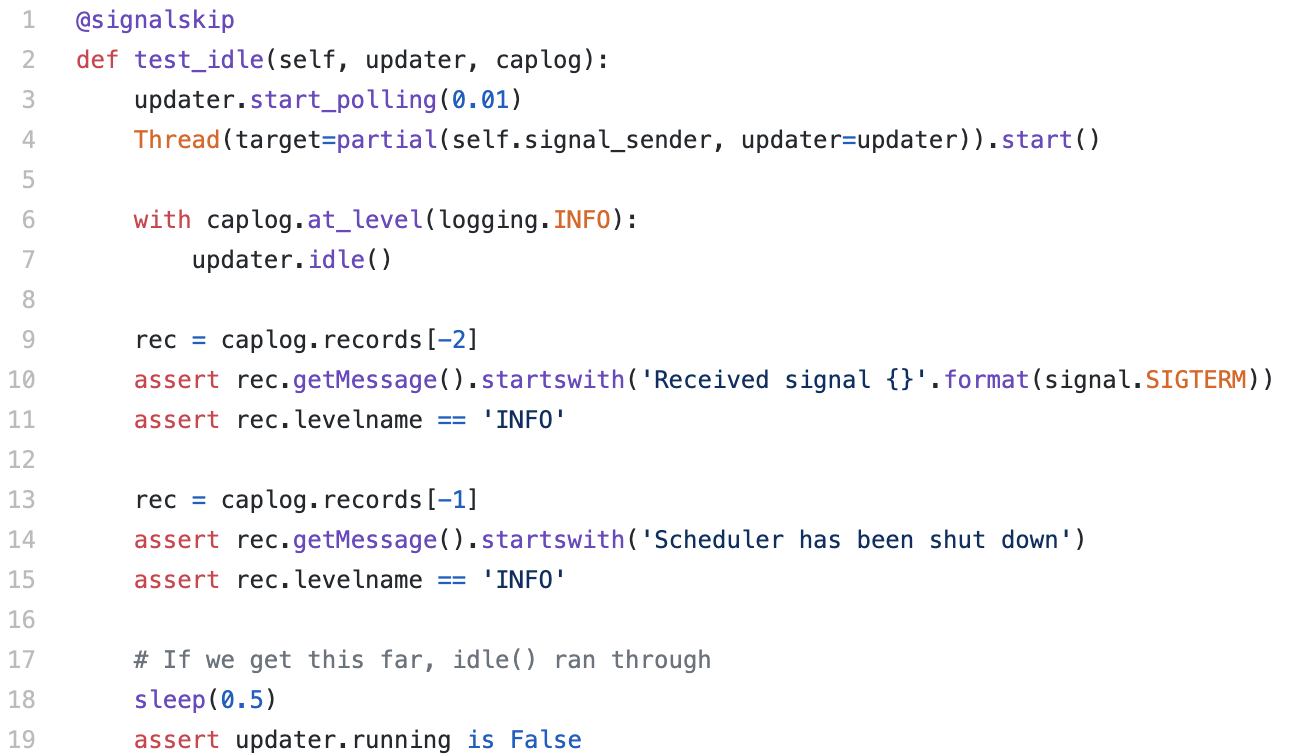 1 @signalskip
2 def test_idle(self, updater, caplog):
3     updater.start_polling(0.01)
4     Thread(target=partial(self.signal_sender, updater=updater)).start()
5
6     with caplog.at_level(logging.INFO):
7         updater.idle()
8
9     rec = caplog.records[-2]
10     assert rec.getMessage().startswith('Received signal {}'.format(signal.SIGTERM))
11     assert rec.levelname == 'INFO'
12
13     rec = caplog.records[-1]
14     assert rec.getMessage().startswith('Scheduler has been shut down')
15     assert rec.levelname == 'INFO'
16
17     # If we get this far, idle() ran through
18     sleep(0.5)
19     assert updater.running is False